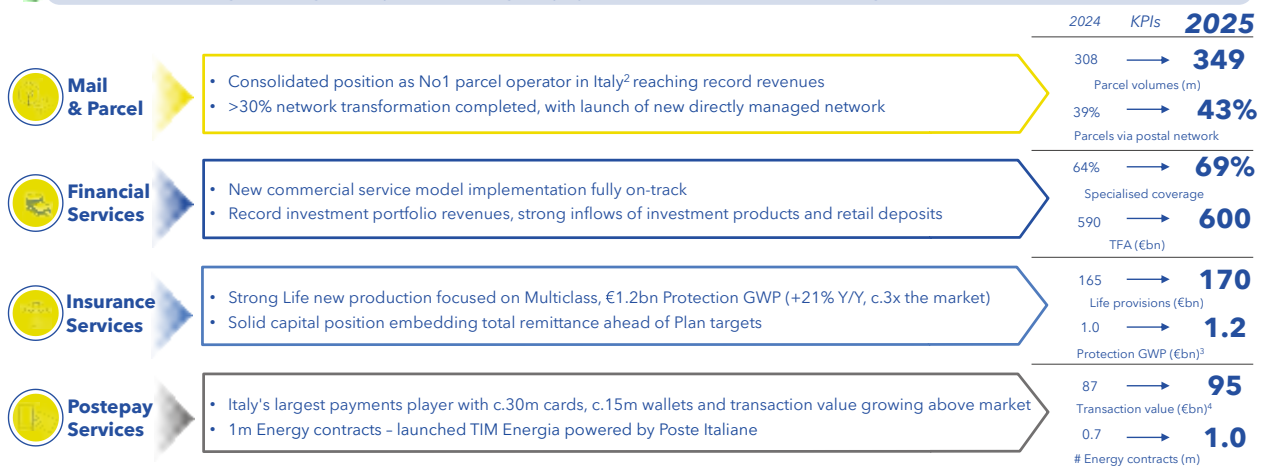 2024 KPIs 2025
Mail
& Parcel
• Consolidated position as No1 parcel operator in Italy2 reaching record revenues
• >30% network transformation completed, with launch of new directly managed network
308 349
Parcel volumes (m)
39% 43%
Parcels via postal network
Financial
Services
• New commercial service model implementation fully on-track
• Record investment portfolio revenues, strong inflows of investment products and retail deposits
64% 69%
Specialised coverage
590 600
TFA (€bn)
Insurance
Services
• Strong Life new production focused on Multiclass, €1.2bn Protection GWP (+21% Y/Y, c.3x the market)
• Solid capital position embedding total remittance ahead of Plan targets
165 170
Life provisions (€bn)
1.0 1.2
Protection GWP (€bn)3
Postepay
Services
• Italy's largest payments player with c.30m cards, c.15m wallets and transaction value growing above market
• 1m Energy contracts – launched TIM Energia powered by Poste Italiane
87 95
Transaction value (€bn)4
0.7 1.0
# Energy contracts (m)